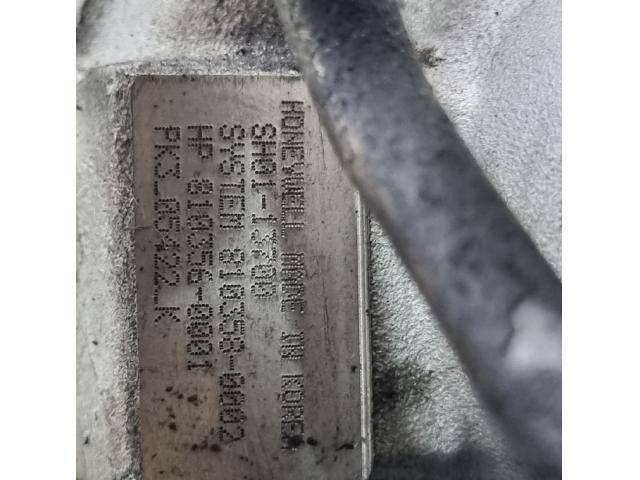 HONEYWELL MADE IN KOREA
SH01-13700
SYSTEM 810358-0002
HP 810356-0001
PK3_05422_K